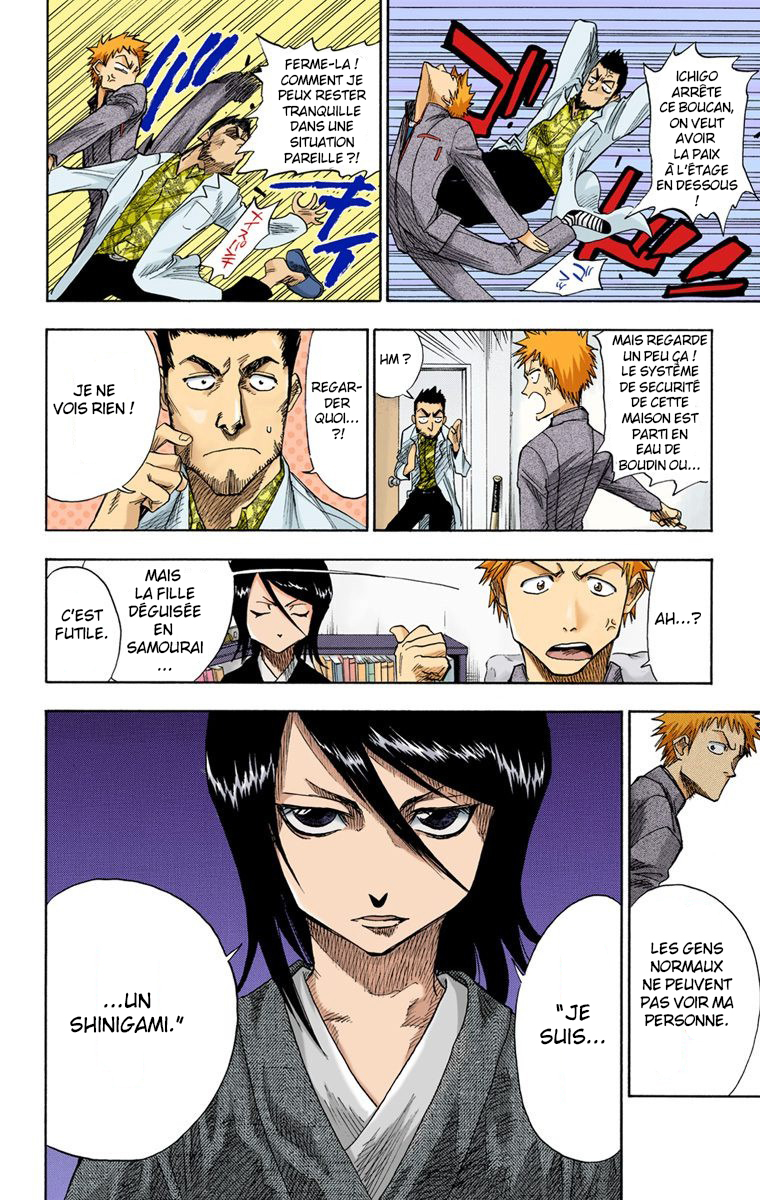 ICHIGO
ARRÊTE
CE BOUCAN,
ON VEUT
AVOIR
LA PAIX
À L'ÉTAGE
EN DESSOUS
!
FERME-LA !
COMMENT JE
PEUX RESTER
TRANQUILLE
DANS UNE
SITUATION
PAREILLE ?!
MAIS REGARDE
UN PEU ÇA !
LE SYSTÈME
DE SECURITÉ
DE CETTE
MAISON EST
PARTI EN
EAU DE
BOUDIN OU...
HM ?
REGAR-
DER
QUOI...
?!
JE NE
VOIS RIEN !
AH...?
MAIS
LA FILLE
DÉGUISÉE
EN
SAMOURAI
...
C'EST
FUTILE.
LES GENS
NORMAUX
NE PEUVENT
PAS VOIR MA
PERSONNE.
"JE
SUIS...
...UN
SHINIGAMI."